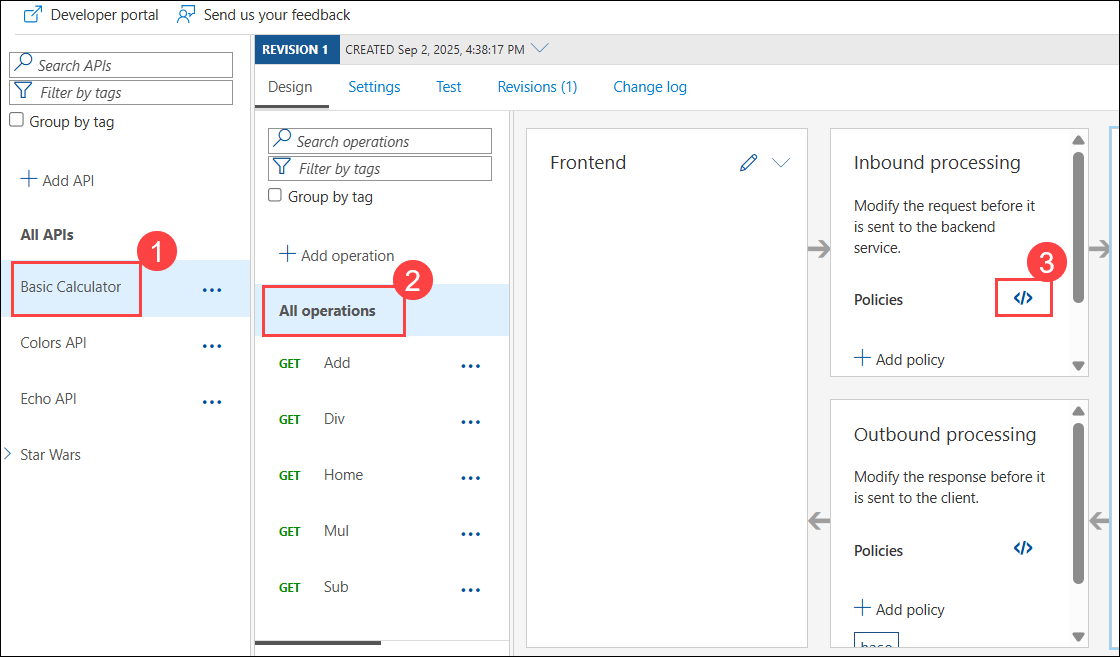 Developer portal
Send us your feedback
Search APIs
Filter by tags
Group by tag
Add API
All APIs
1
Basic Calculator
Colors API
Echo API
Star Wars
REVISION 1 CREATED Sep 2, 2025, 4:38:17 PM
Design Settings Test Revisions (1) Change log
Search operations
Filter by tags
Group by tag
Add operation
2
All operations
GET Add
GET Div
GET Home
GET Mul
GET Sub
Frontend
Inbound processing
Modify the request before it
is sent to the backend
service.
3
Policies </>
Add policy
Outbound processing
Modify the response before it
is sent to the client.
Policies </>
Add policy
base